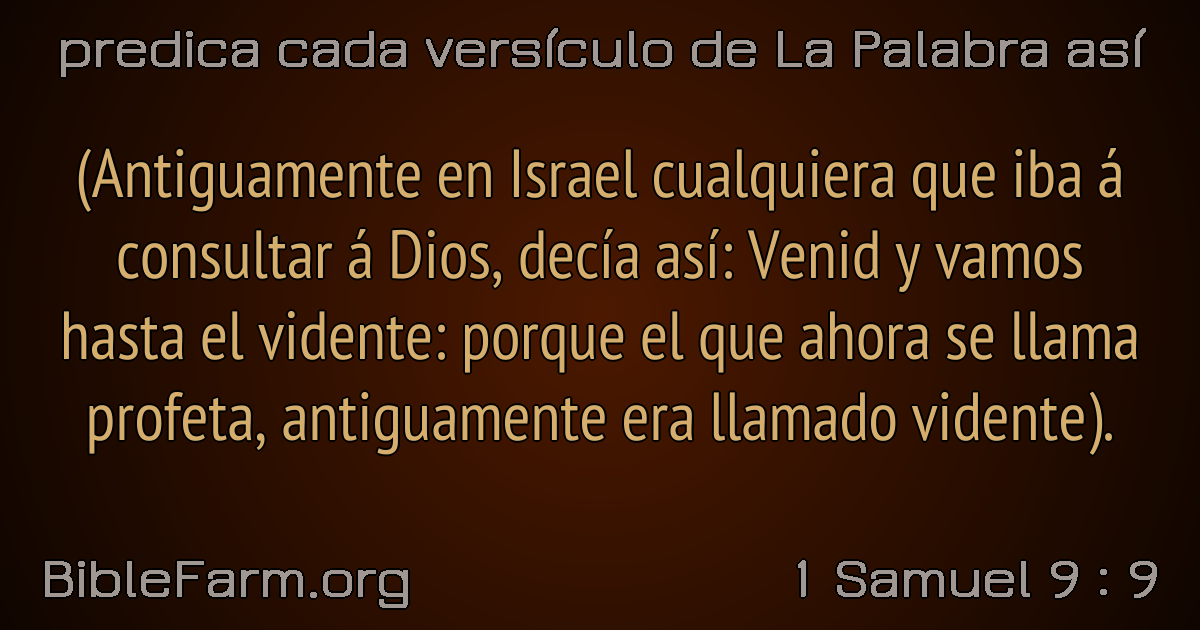 predica cada versículo de La Palabra así
(Antiguamente en Israel cualquiera que iba á
consultar á Dios, decía así: Venid y vamos
hasta el vidente: porque el que ahora se llama
profeta, antiguamente era llamado vidente).
BibleFarm.org
1 Samuel 9 : 9